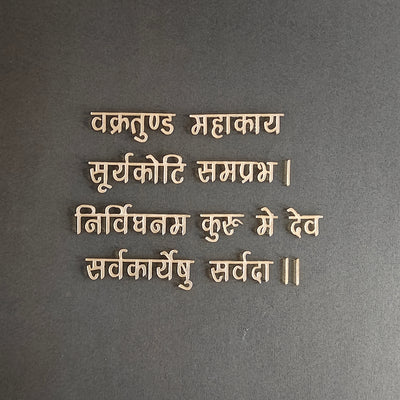 वक्रतुण्ड महाकाय
सूर्यकोटि समप्रभ।
निर्विघनम कुरू मे देव
सर्वकार्येषु सर्वदा॥